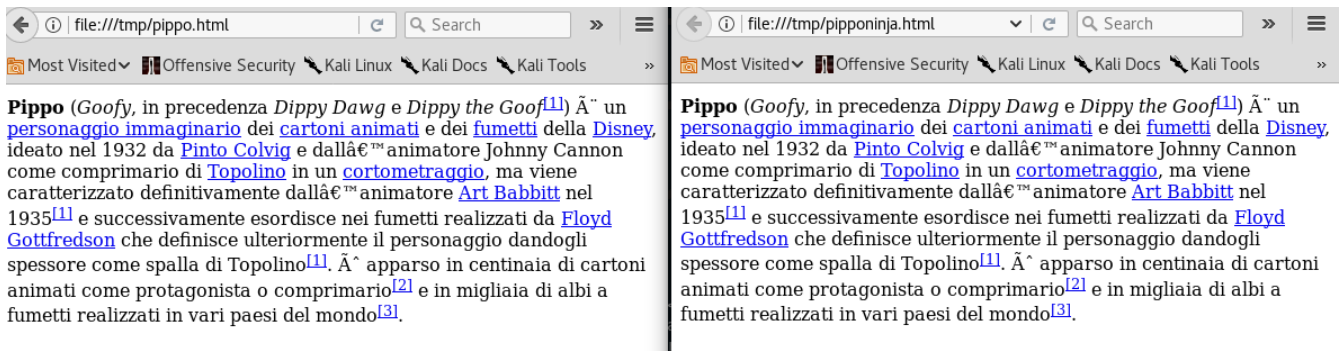 file:///tmp/pippo.html Search »
Most Visited Offensive Security Kali Linux Kali Docs Kali Tools »
Pippo (Goofy, in precedenza Dippy Dawg e Dippy the Goof[1]) Ã¨ un
personaggio immaginario dei cartoni animati e dei fumetti della Disney,
ideato nel 1932 da Pinto Colvig e dallâ€™animatore Johnny Cannon
come comprimario di Topolino in un cortometraggio, ma viene
caratterizzato definitivamente dallâ€™animatore Art Babbitt nel
1935[1] e successivamente esordisce nei fumetti realizzati da Floyd
Gottfredson che definisce ulteriormente il personaggio dandogli
spessore come spalla di Topolino[1]. Ãˆ apparso in centinaia di cartoni
animati come protagonista o comprimario[2] e in migliaia di albi a
fumetti realizzati in vari paesi del mondo[3].
file:///tmp/pipponinja.html Search »
Most Visited Offensive Security Kali Linux Kali Docs Kali Tools »
Pippo (Goofy, in precedenza Dippy Dawg e Dippy the Goof[1]) Ã¨ un
personaggio immaginario dei cartoni animati e dei fumetti della Disney,
ideato nel 1932 da Pinto Colvig e dallâ€™animatore Johnny Cannon
come comprimario di Topolino in un cortometraggio, ma viene
caratterizzato definitivamente dallâ€™animatore Art Babbitt nel
1935[1] e successivamente esordisce nei fumetti realizzati da Floyd
Gottfredson che definisce ulteriormente il personaggio dandogli
spessore come spalla di Topolino[1]. Ãˆ apparso in centinaia di cartoni
animati come protagonista o comprimario[2] e in migliaia di albi a
fumetti realizzati in vari paesi del mondo[3].